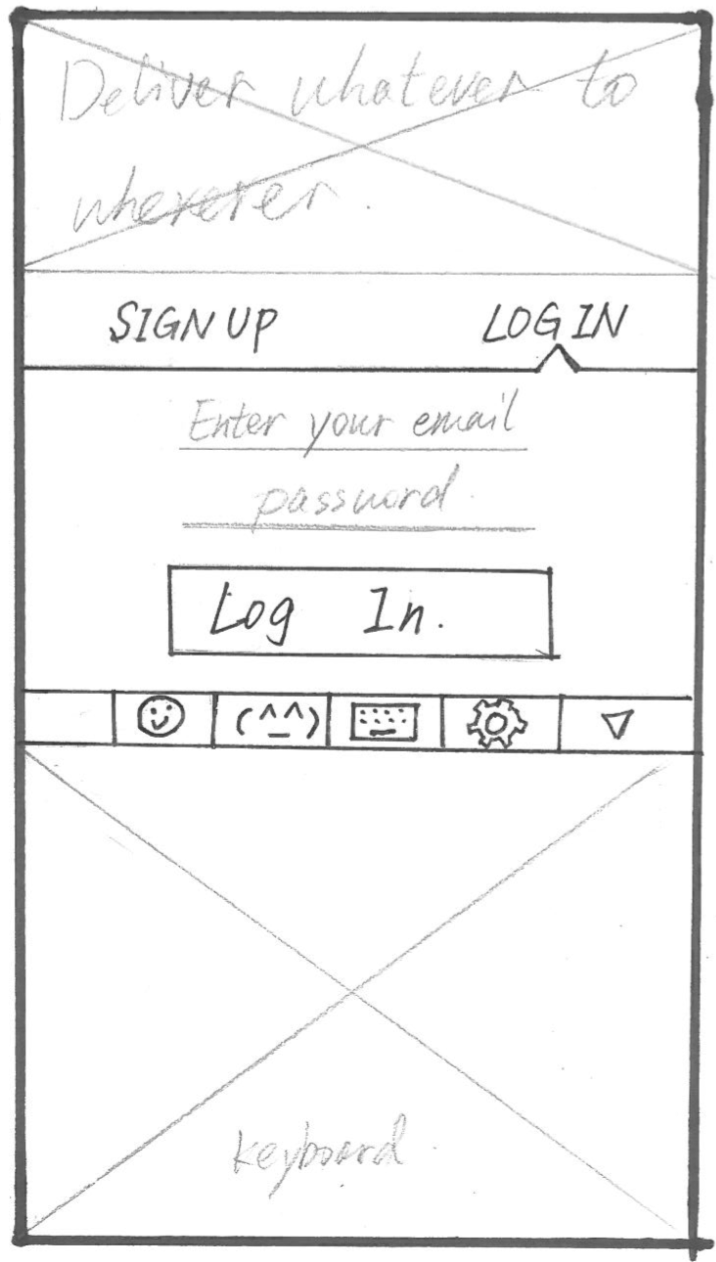 Deliver whatever to
wherever.
SIGN UP
LOG IN
Enter your email
password.
Log In.
(^_^)
keyboard.